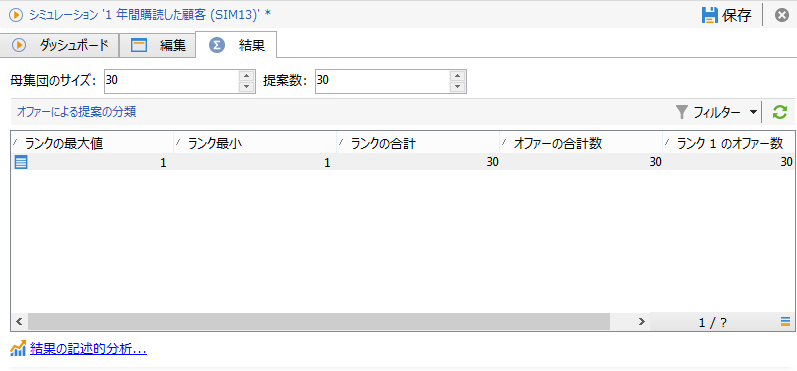 シミュレーション '1 年間購読した顧客 (SIM13)' * 保存
ダッシュボード 編集 結果
母集団のサイズ: 30 提案数: 30
オファーによる提案の分類 フィルター
ランクの最大値 ランク最小 ランクの合計 オファーの合計数 ランク 1 のオファー数
1 1 30 30 30
1 / ?
結果の記述的分析...